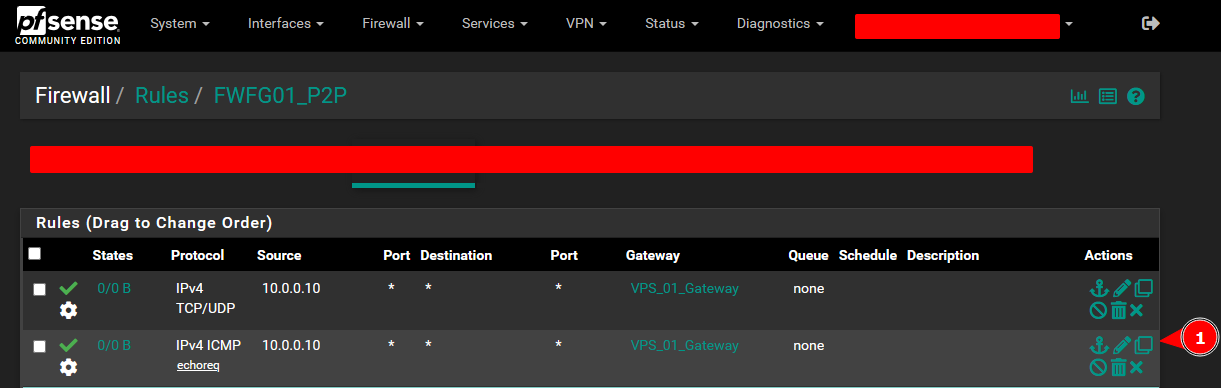 pfsense
COMMUNITY EDITION
System Interfaces Firewall Services VPN Status Diagnostics
Firewall / Rules / FWFG01_P2P
Rules (Drag to Change Order)
States Protocol Source Port Destination Port Gateway Queue Schedule Description Actions
0/0 B IPv4 TCP/UDP 10.0.0.10 * * * VPS_01_Gateway none
0/0 B IPv4 ICMP echoreq 10.0.0.10 * * * VPS_01_Gateway none
1